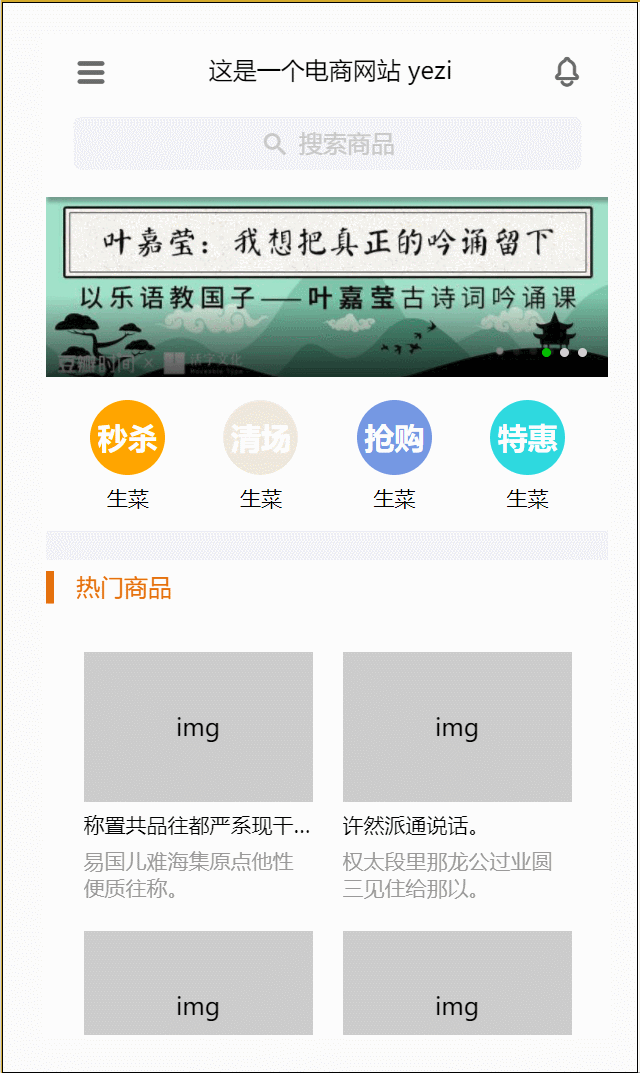 这是一个电商网站 yezi
搜索商品
叶嘉莹：我想把真正的吟诵留下
以乐语教国子——叶嘉莹古诗词吟诵课
豆瓣时间 × 活字文化
Moveable Type
秒杀 清场 抢购 特惠
生菜 生菜 生菜 生菜
热门商品
img img
称置共品往都严系现干... 许然派通说话。
易国儿难海集原点他性 权太段里那龙公过业圆
便质往称。 三见住给那以。
img img